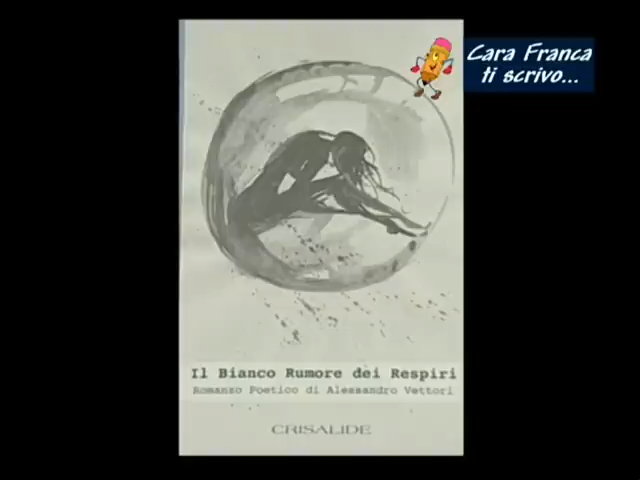 Cara Franca
ti scrivo...
Il Bianco Rumore dei Respiri
Romanzo Poetico di Alessandro Vettori
CRISALIDE